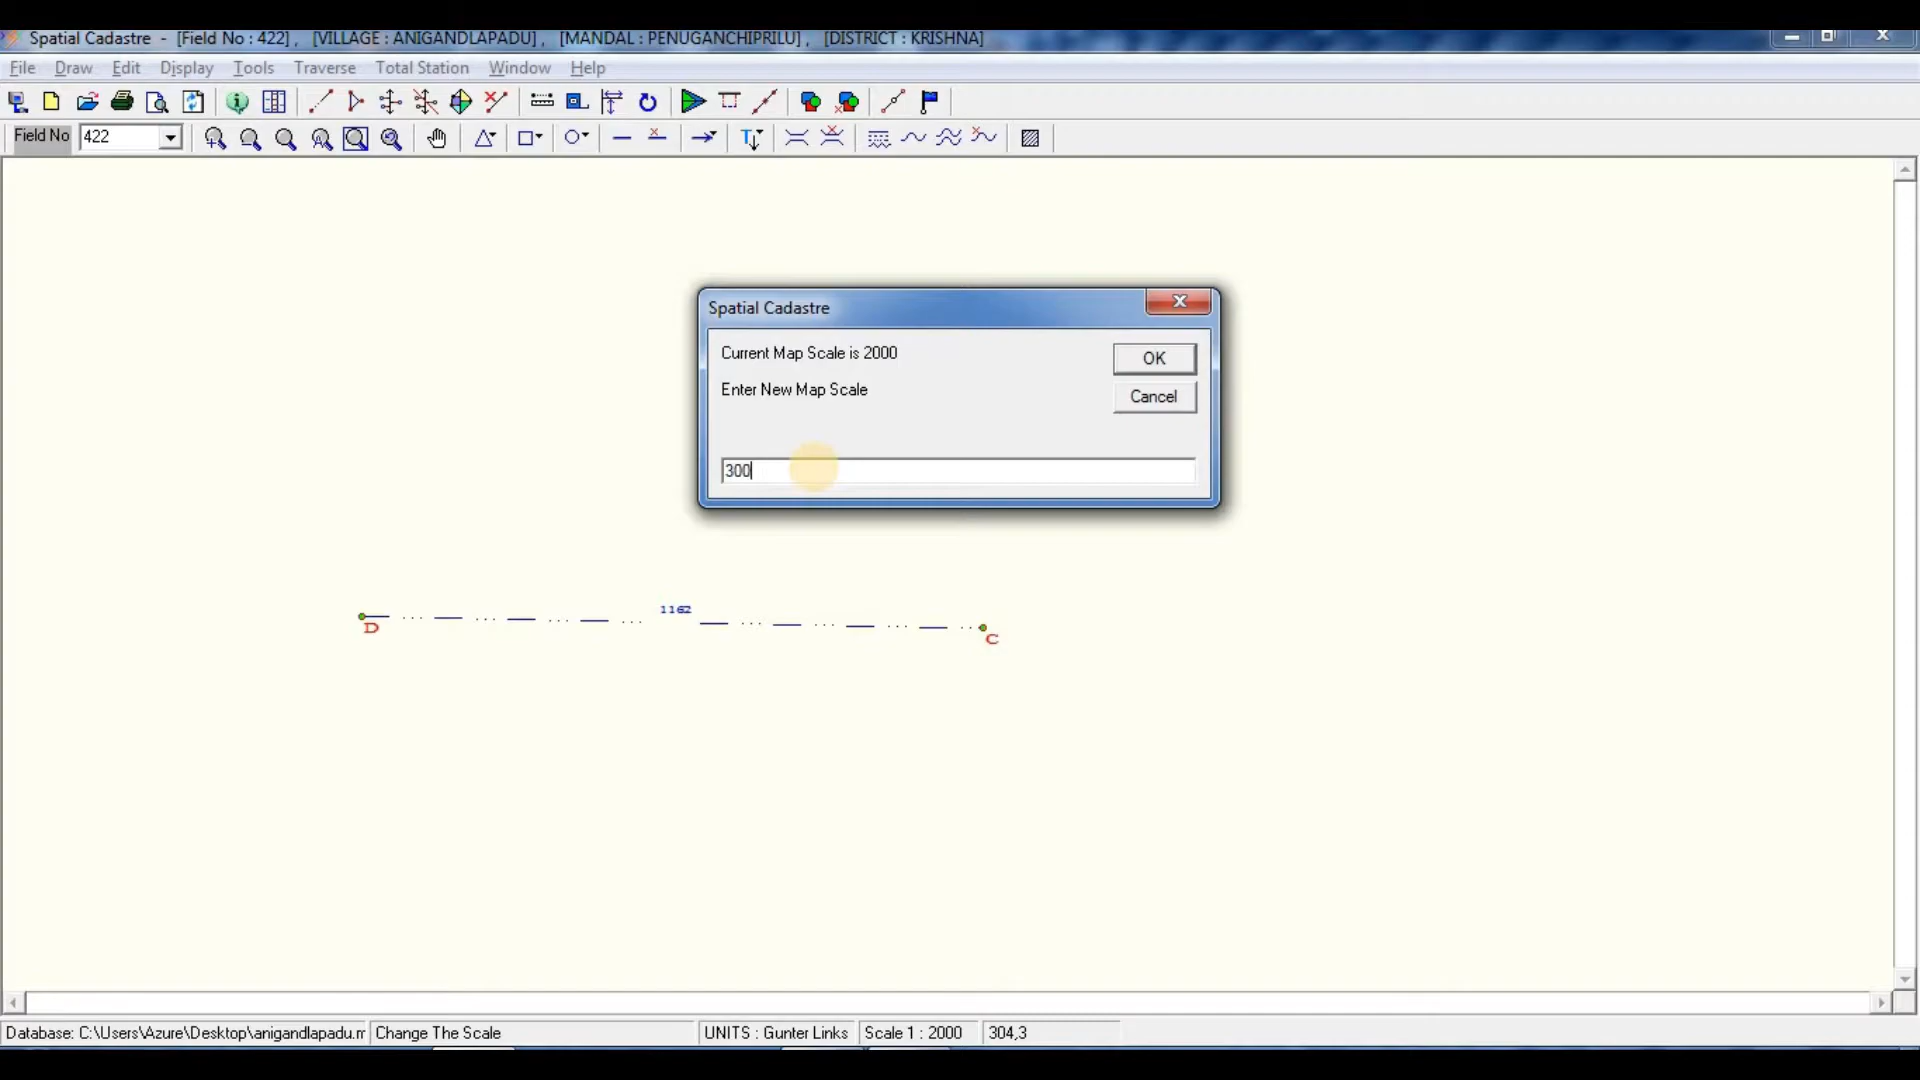 Spatial Cadastre - [Field No : 422] , [VILLAGE : ANIGANDLAPADU] , [MANDAL : PENUGANCHIPRILU] , [DISTRICT : KRISHNA]
File Draw Edit Display Tools Traverse Total Station Window Help
Field No 422
Spatial Cadastre
Current Map Scale is 2000
OK
Enter New Map Scale
Cancel
300
1162
D
C
Database: C:\Users\Azure\Desktop\anigandlapadu.m Change The Scale UNITS : Gunter Links Scale 1 : 2000 304,3